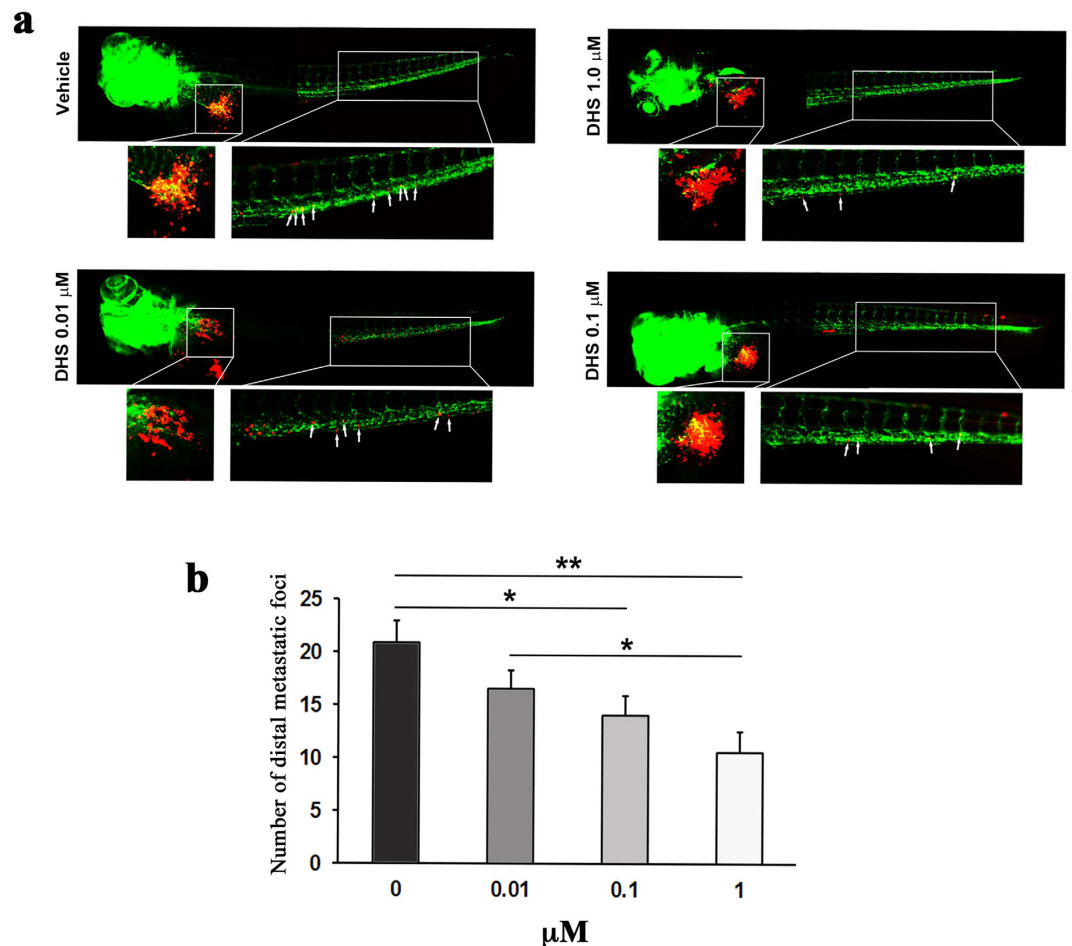 a
Vehicle
DHS 1.0 μM
DHS 0.01 μM
DHS 0.1 μM
b
Number of distal metastatic foci
**
*
*
25
20
15
10
5
0
0 0.01 0.1 1
μM